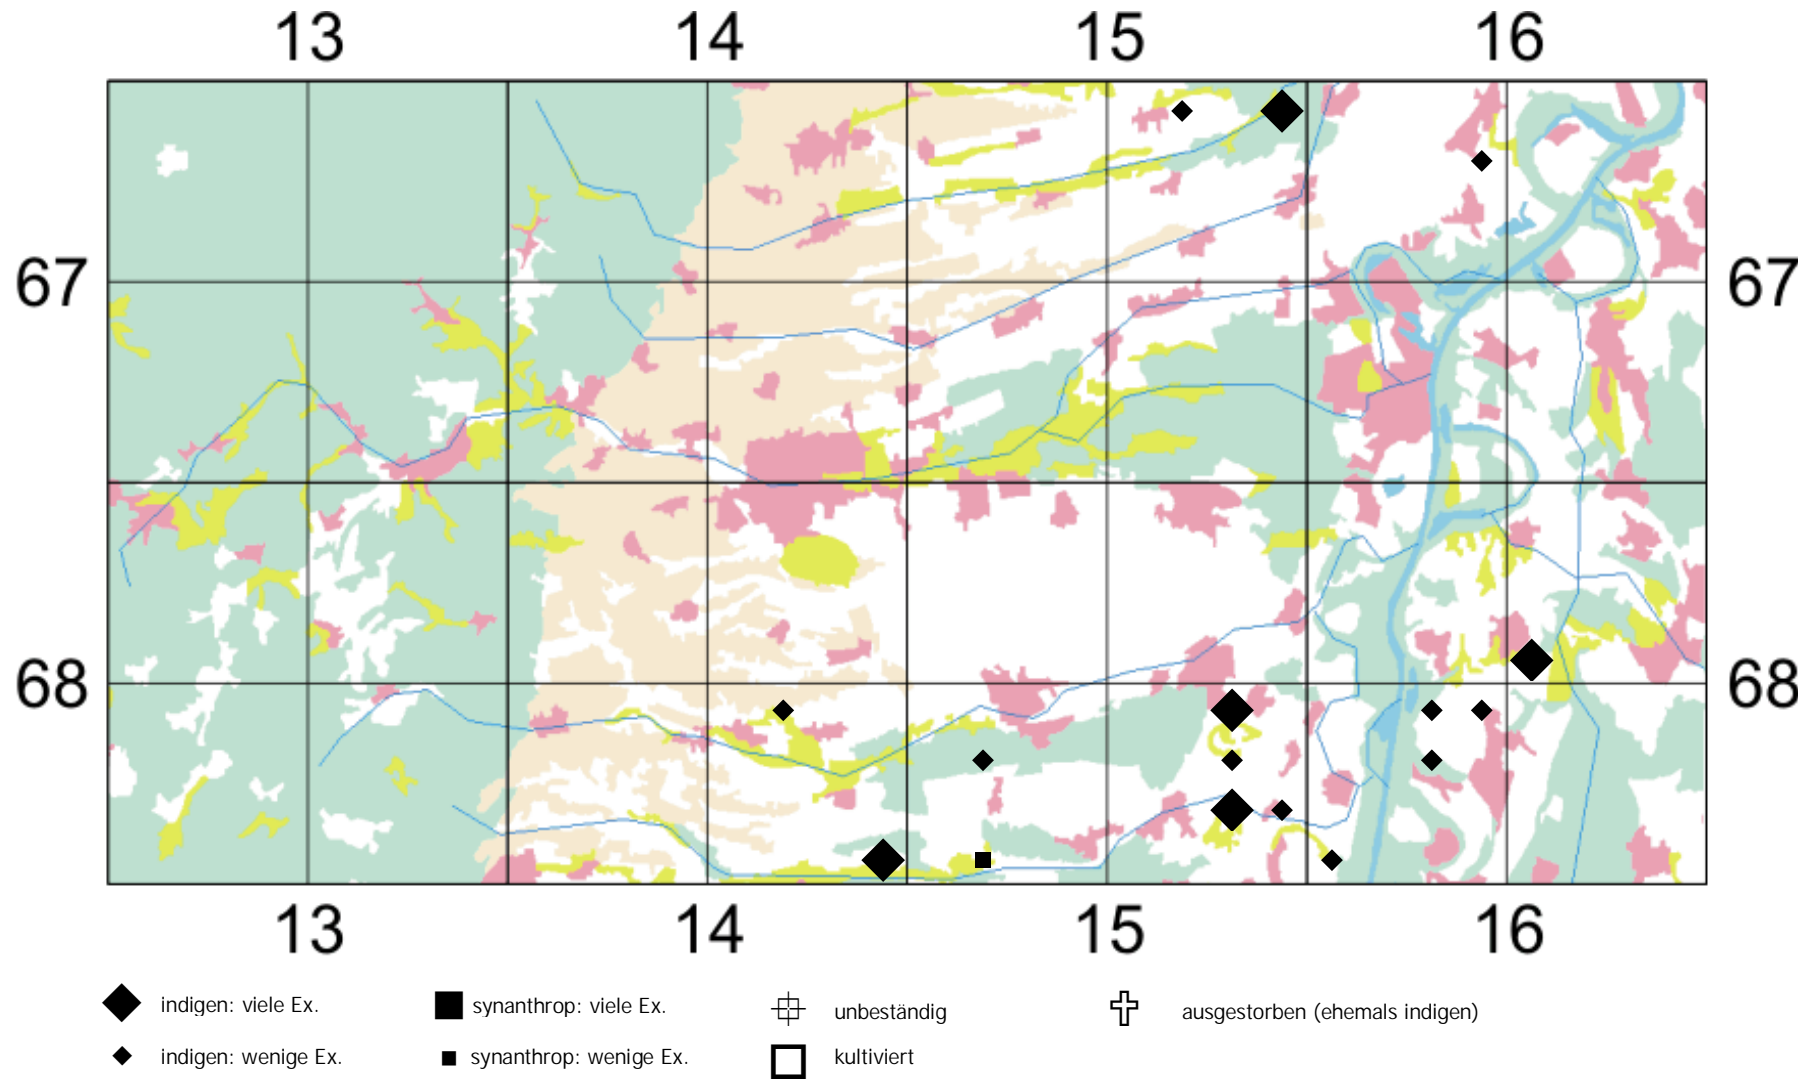 13 14 15 16
67 67
68 68
13 14 15 16
indigen: viele Ex. synanthrop: viele Ex. unbeständig ausgestorben (ehemals indigen)
indigen: wenige Ex. synanthrop: wenige Ex. kultiviert